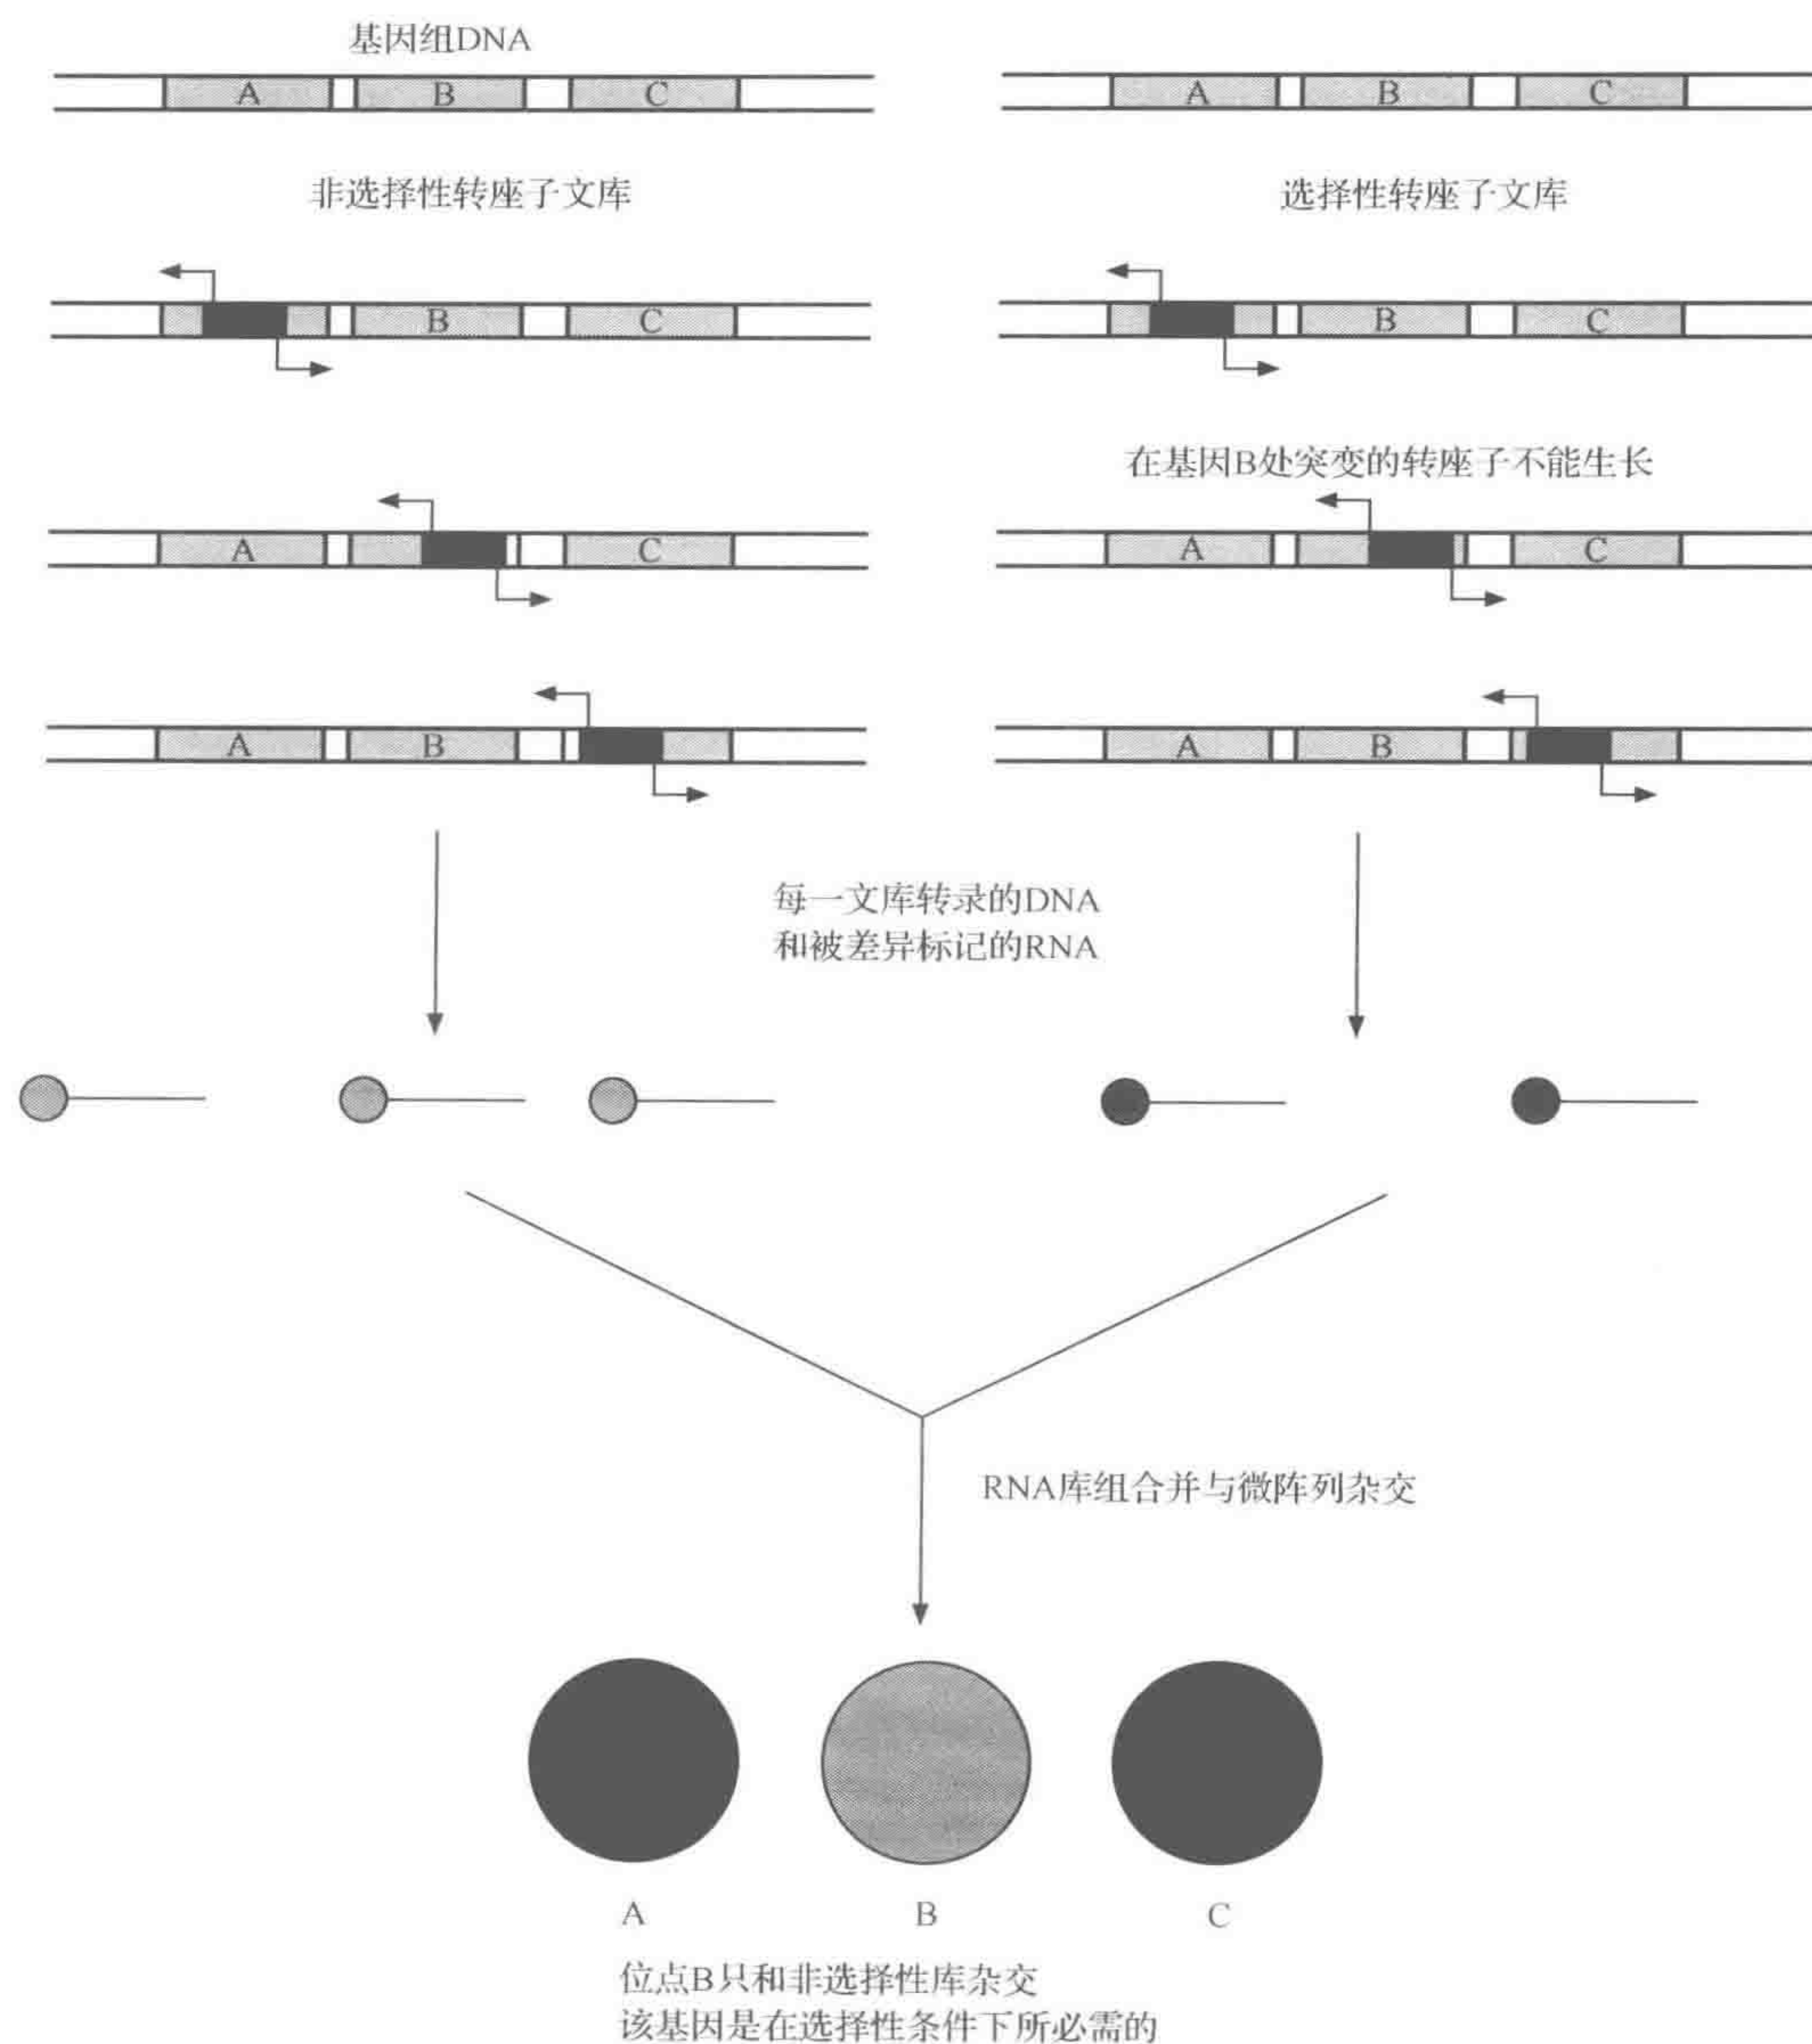 基因组DNA
A B C
A B C
非选择性转座子文库
选择性转座子文库
B C
B C
在基因B处突变的转座子不能生长
A C
A C
A B
A B
每一文库转录的DNA
和被差异标记的RNA
RNA库组合并与微阵列杂交
A B C
位点B只和非选择性库杂交
该基因是在选择性条件下所必需的